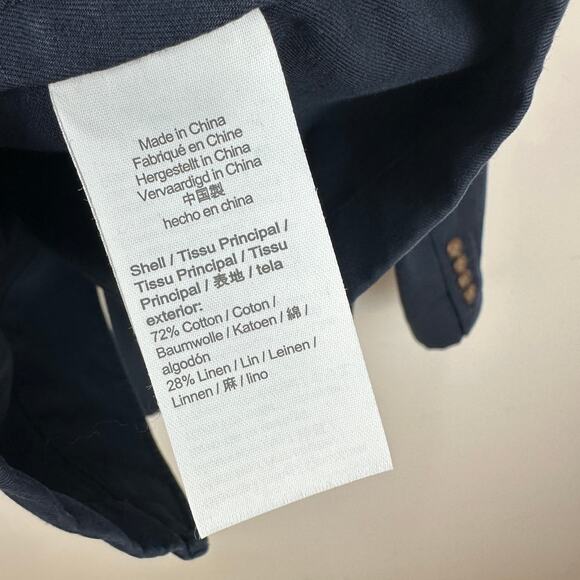 Made in China
Fabriqué en Chine
Hergestellt in China
Vervaardigd in China
中国製
hecho en china
Shell / Tissu Principal /
Tissu Principal / Tissu
Principal / 表地 / tela
exterior:
72% Cotton / Coton /
Baumwolle / Katoen / 綿 /
algodón
28% Linen / Lin / Leinen /
Linnen / 麻 / lino